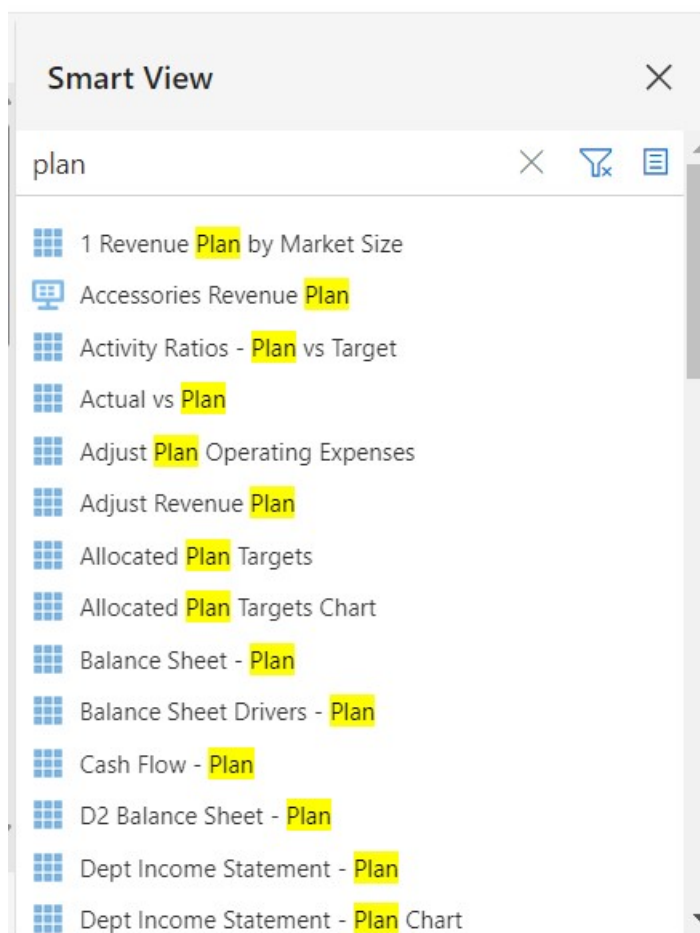 Smart View
plan
1 Revenue Plan by Market Size
Accessories Revenue Plan
Activity Ratios - Plan vs Target
Actual vs Plan
Adjust Plan Operating Expenses
Adjust Revenue Plan
Allocated Plan Targets
Allocated Plan Targets Chart
Balance Sheet - Plan
Balance Sheet Drivers - Plan
Cash Flow - Plan
D2 Balance Sheet - Plan
Dept Income Statement - Plan
Dept Income Statement - Plan Chart